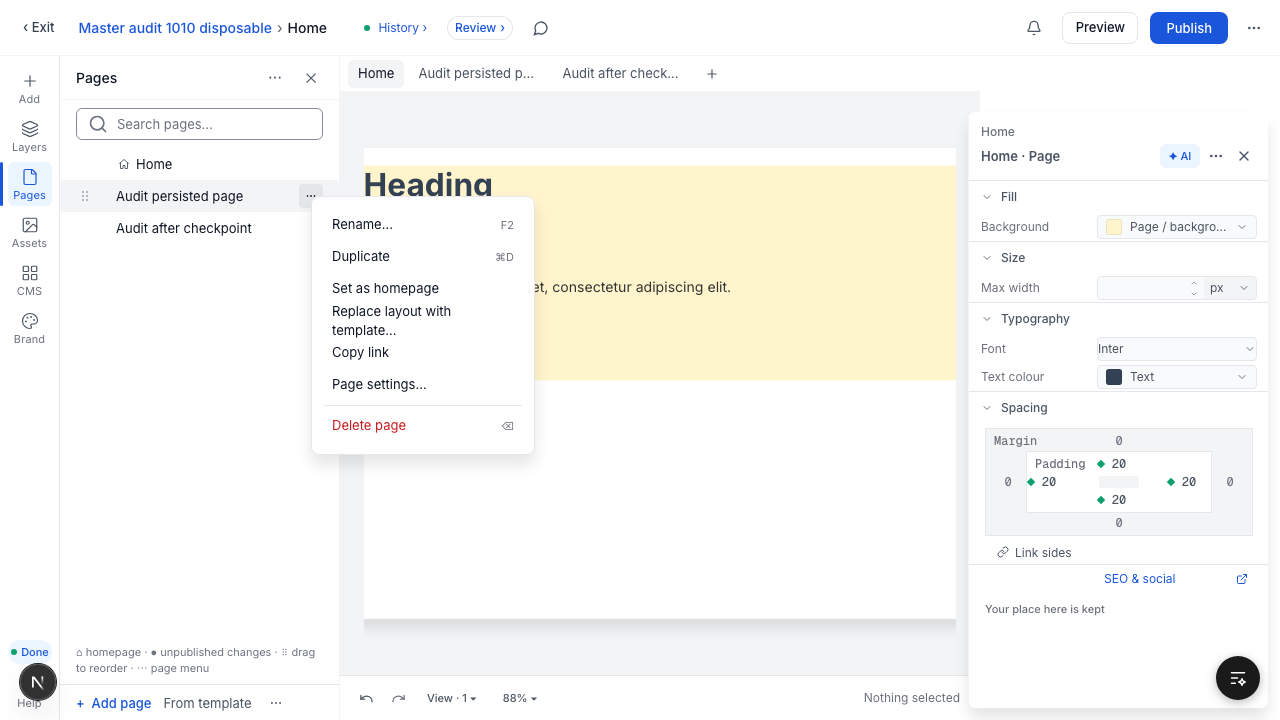 ‹ Exit
Master audit 1010 disposable › Home
History ›
Review ›
Preview
Publish
Add
Layers
Pages
Assets
CMS
Brand
Done
N
Help
Pages
Search pages...
Home
Audit persisted page
Audit after checkpoint
⌂ homepage · ● unpublished changes · ⠿ drag
to reorder · ··· page menu
+ Add page
From template
Rename...
F2
Duplicate
⌘D
Set as homepage
Replace layout with
template...
Copy link
Page settings...
Delete page
⌫
Home
Audit persisted p...
Audit after check...
Heading
et, consectetur adipiscing elit.
View · 1
88%
Nothing selected
Home
Home · Page
AI
Fill
Background
Page / backgro...
Size
Max width
px
Typography
Font
Inter
Text colour
Text
Spacing
Margin
0
Padding
20
0
20
20
0
20
0
Link sides
SEO & social
Your place here is kept